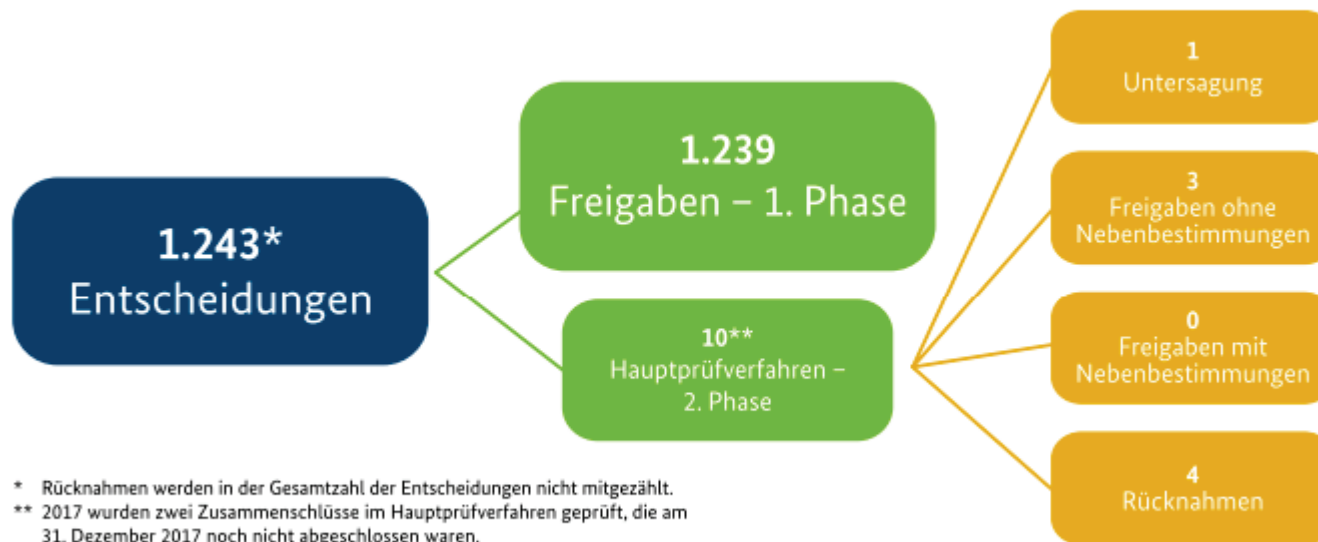 1.243*
Entscheidungen
1.239
Freigaben – 1. Phase
10**
Hauptprüfverfahren –
2. Phase
1
Untersagung
3
Freigaben ohne
Nebenbestimmungen
0
Freigaben mit
Nebenbestimmungen
4
Rücknahmen
* Rücknahmen werden in der Gesamtzahl der Entscheidungen nicht mitgezählt.
** 2017 wurden zwei Zusammenschlüsse im Hauptprüfverfahren geprüft, die am
31. Dezember 2017 noch nicht abgeschlossen waren.